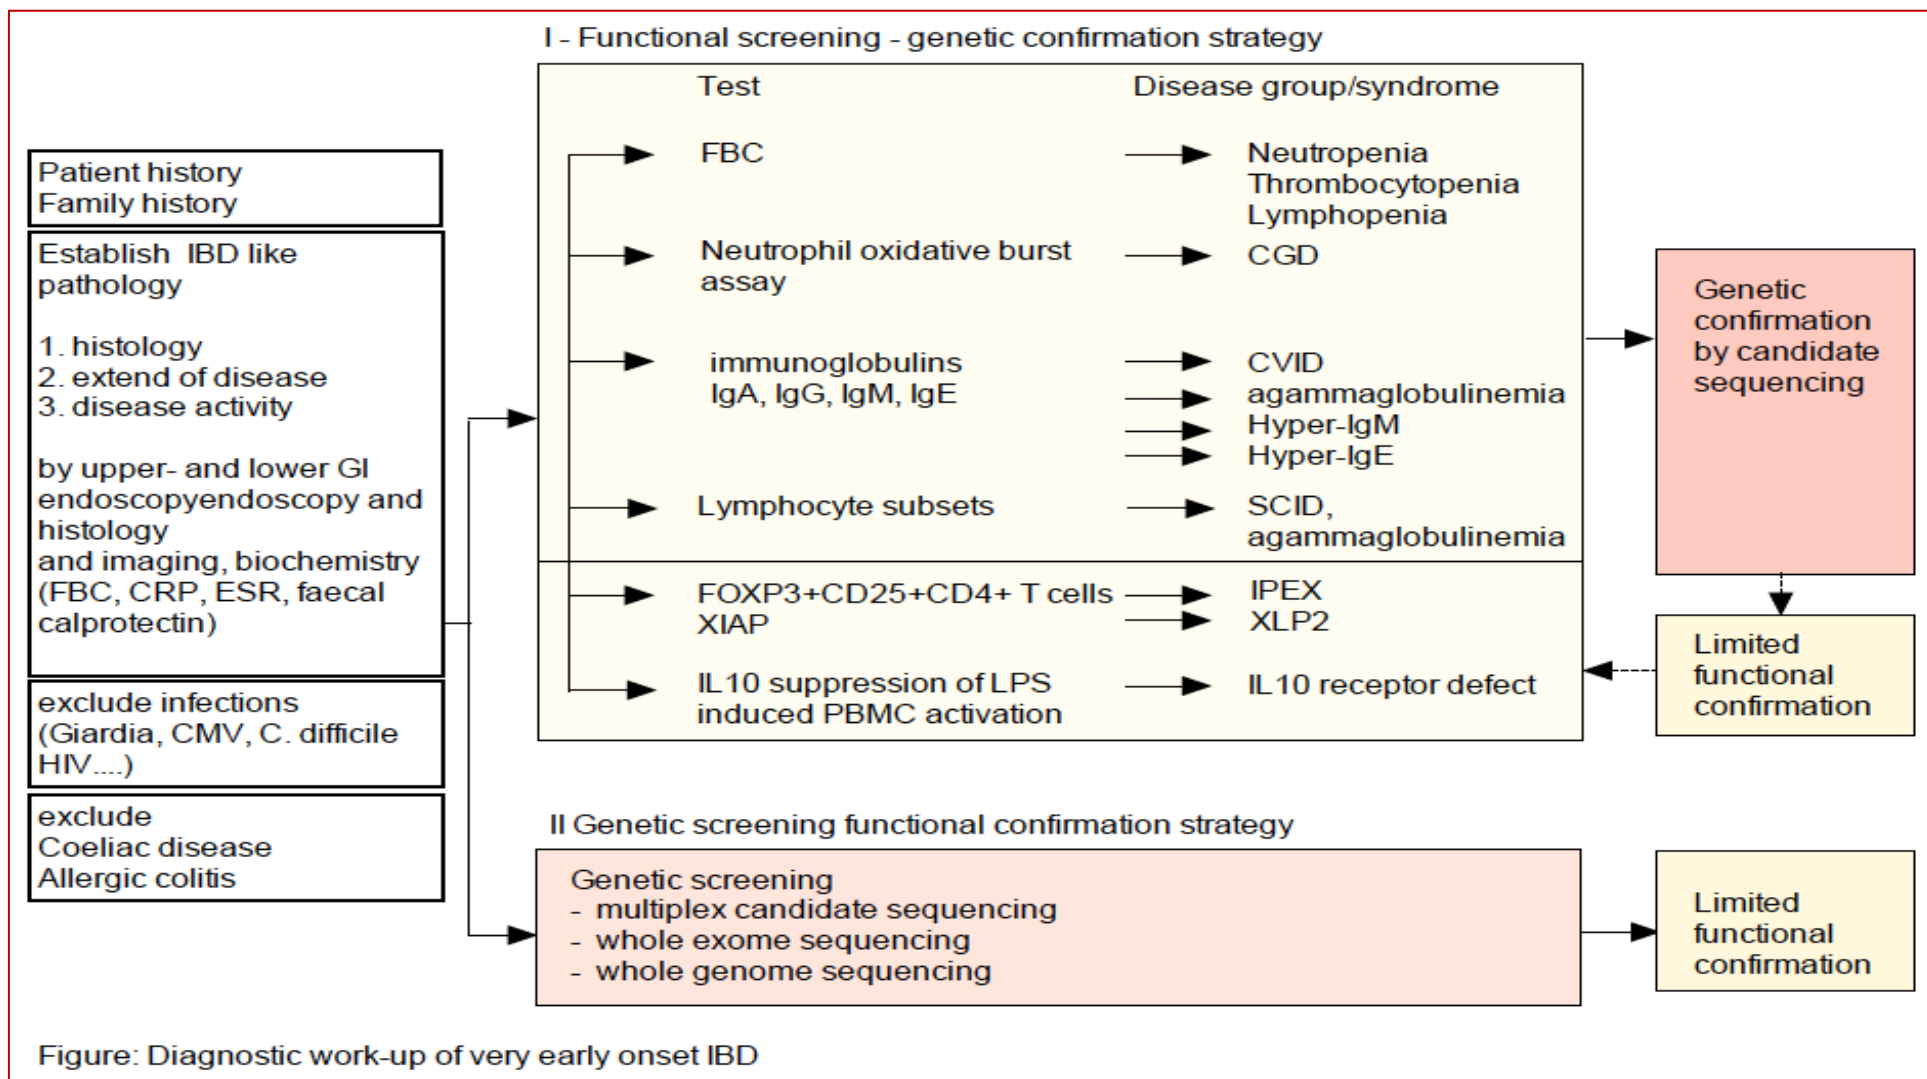 I - Functional screening - genetic confirmation strategy
Test
Disease group/syndrome
Patient history
Family history
Establish IBD like
pathology
1. histology
2. extend of disease
3. disease activity
by upper- and lower GI
endoscopyendoscopy and
histology
and imaging, biochemistry
(FBC, CRP, ESR, faecal
calprotectin)
exclude infections
(Giardia, CMV, C. difficile
HIV....)
exclude
Coeliac disease
Allergic colitis
FBC
Neutropenia
Thrombocytopenia
Lymphopenia
Neutrophil oxidative burst
assay
CGD
immunoglobulins
IgA, IgG, IgM, IgE
CVID
agammaglobulinemia
Hyper-IgM
Hyper-IgE
Lymphocyte subsets
SCID,
agammaglobulinemia
FOXP3+CD25+CD4+ T cells
XIAP
IPEX
XLP2
IL10 suppression of LPS
induced PBMC activation
IL10 receptor defect
Genetic
confirmation
by candidate
sequencing
Limited
functional
confirmation
II Genetic screening functional confirmation strategy
Genetic screening
- multiplex candidate sequencing
- whole exome sequencing
- whole genome sequencing
Limited
functional
confirmation
Figure: Diagnostic work-up of very early onset IBD